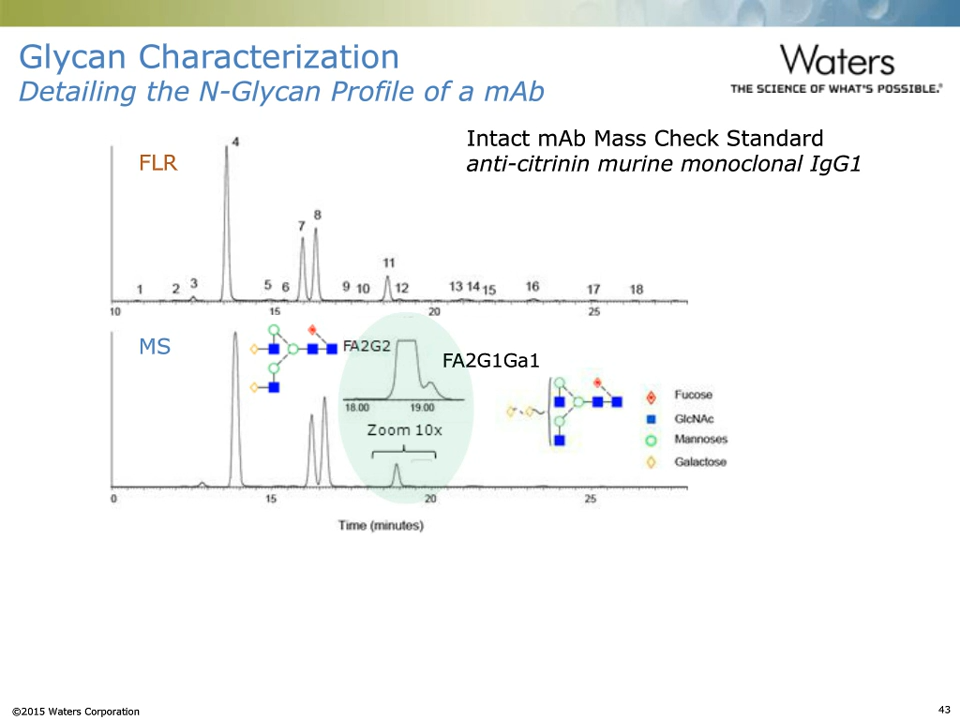 Glycan Characterization
Detailing the N-Glycan Profile of a mAb
Waters
THE SCIENCE OF WHAT'S POSSIBLE.®
Intact mAb Mass Check Standard
anti-citrinin murine monoclonal IgG1
FLR
4
7
8
11
1
2
3
5
6
9
10
12
13
14
15
16
17
18
10
15
20
25
MS
FA2G2
FA2G1Ga1
18.00
19.00
Zoom 10x
Fucose
GlcNAc
Mannoses
Galactose
0
15
20
25
Time (minutes)
©2015 Waters Corporation
43